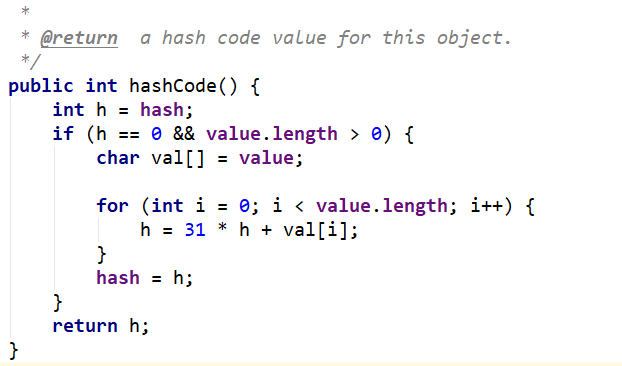 *
* @return  a hash code value for this object.
*/
public int hashCode() {
    int h = hash;
    if (h == 0 && value.length > 0) {
        char val[] = value;

        for (int i = 0; i < value.length; i++) {
            h = 31 * h + val[i];
        }
        hash = h;
    }
    return h;
}